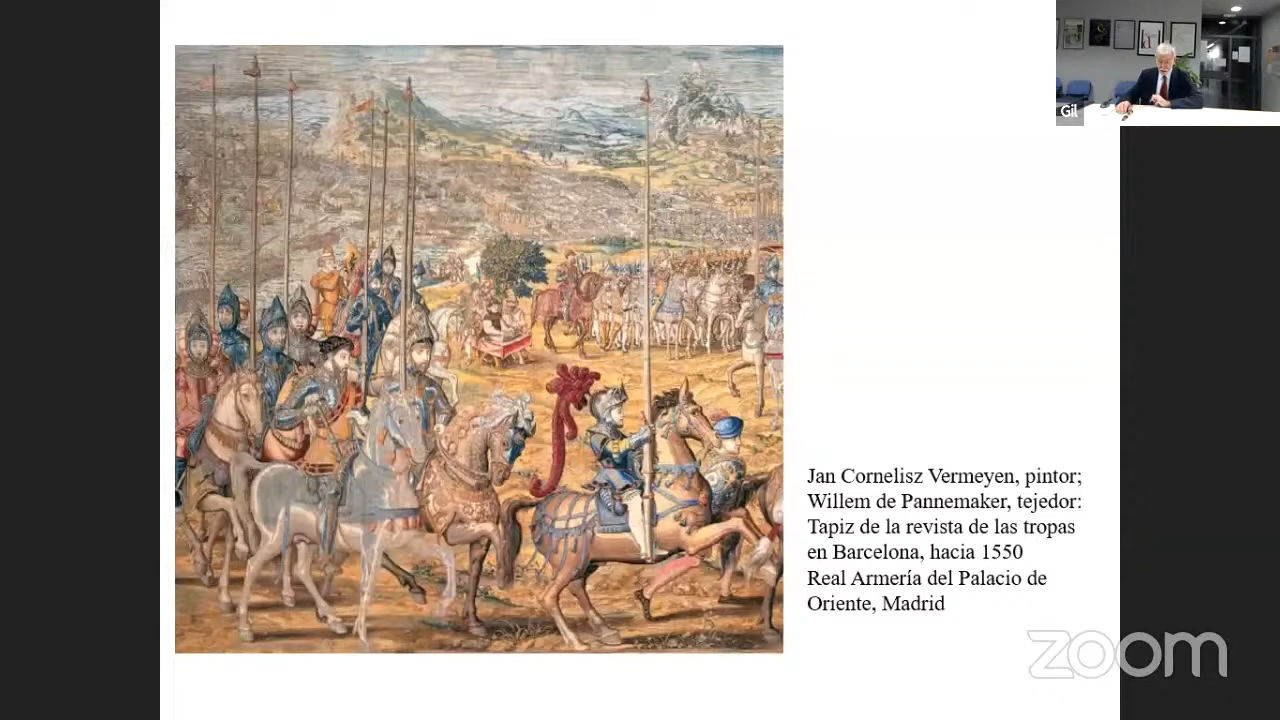 Gil
Jan Cornelisz Vermeyen, pintor;
Willem de Pannemaker, tejedor:
Tapiz de la revista de las tropas
en Barcelona, hacia 1550
Real Armería del Palacio de
Oriente, Madrid
zoom